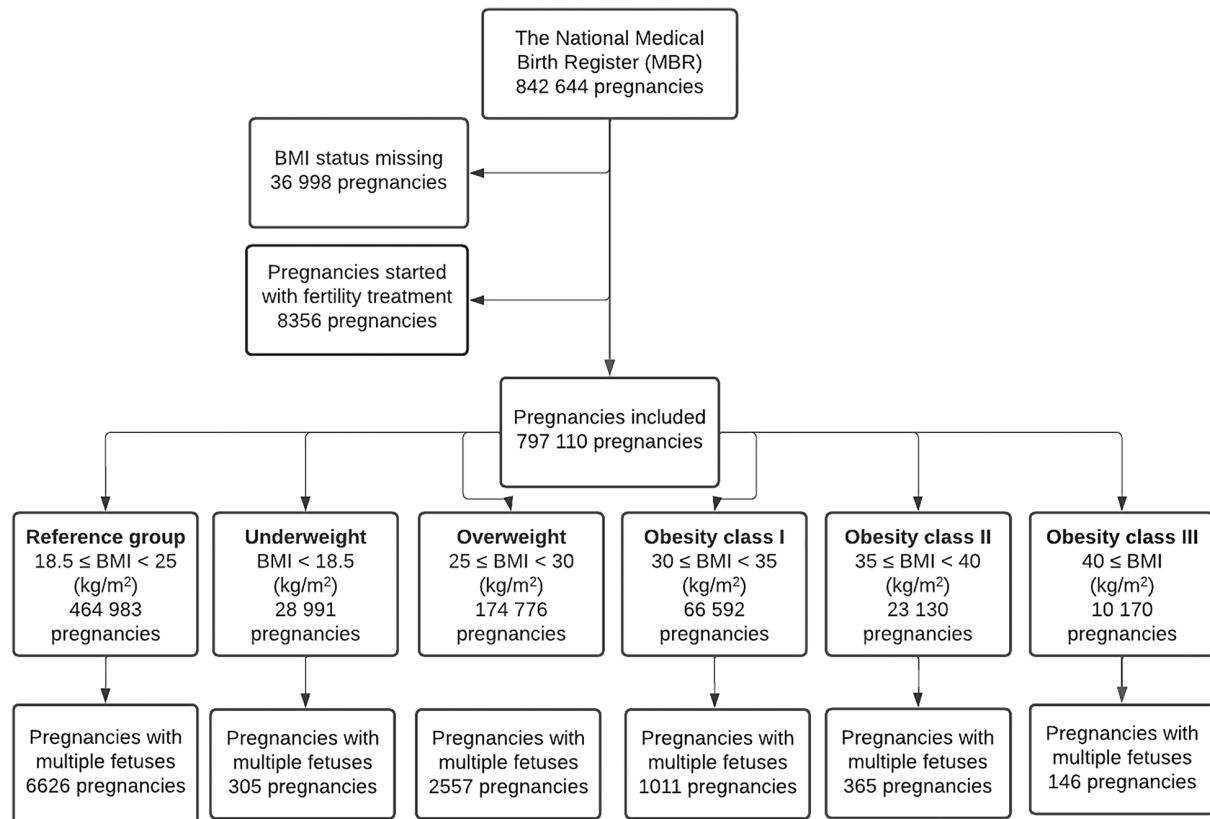 The National Medical
Birth Register (MBR)
842 644 pregnancies
BMI status missing
36 998 pregnancies
Pregnancies started
with fertility treatment
8356 pregnancies
Pregnancies included
797 110 pregnancies
Reference group
18.5 ≤ BMI < 25
(kg/m²)
464 983
pregnancies
Underweight
BMI < 18.5
(kg/m²)
28 991
pregnancies
Overweight
25 ≤ BMI < 30
(kg/m²)
174 776
pregnancies
Obesity class I
30 ≤ BMI < 35
(kg/m²)
66 592
pregnancies
Obesity class II
35 ≤ BMI < 40
(kg/m²)
23 130
pregnancies
Obesity class III
40 ≤ BMI
(kg/m²)
10 170
pregnancies
Pregnancies with
multiple fetuses
6626 pregnancies
Pregnancies with
multiple fetuses
305 pregnancies
Pregnancies with
multiple fetuses
2557 pregnancies
Pregnancies with
multiple fetuses
1011 pregnancies
Pregnancies with
multiple fetuses
365 pregnancies
Pregnancies with
multiple fetuses
146 pregnancies